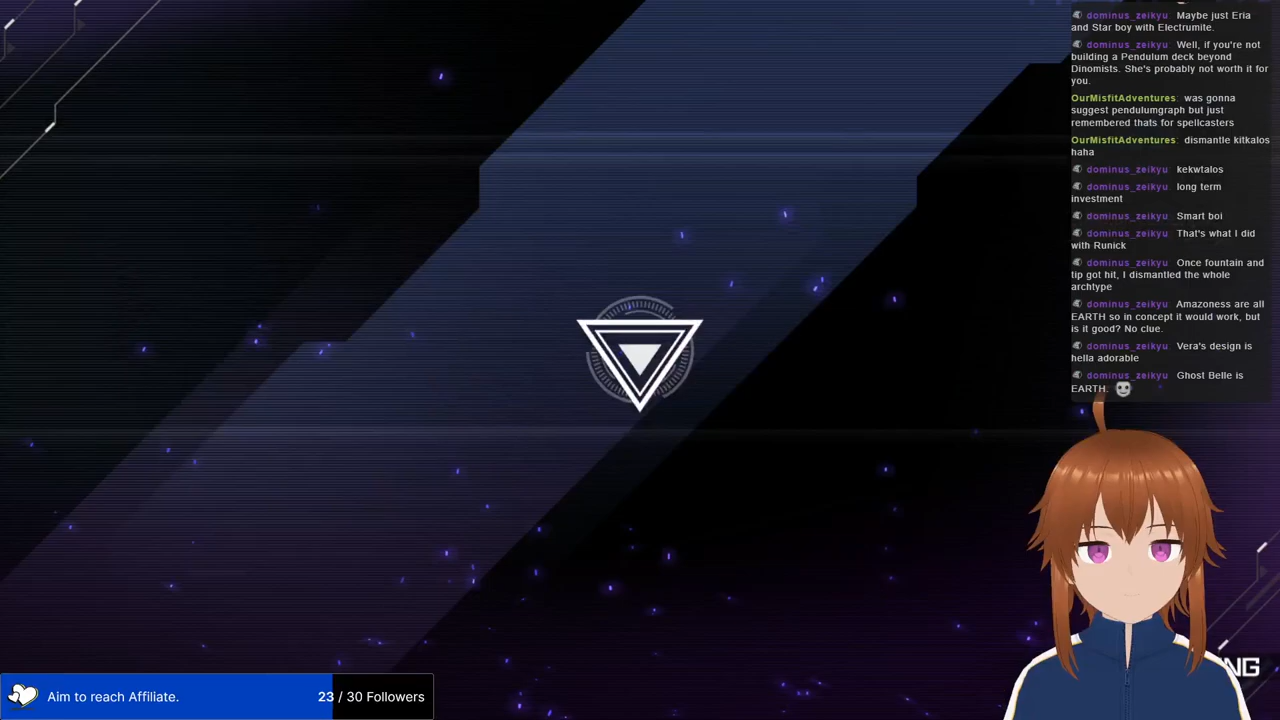 dominus_zeikyu Maybe just Eria
and Star boy with Electrumite.
dominus_zeikyu Well, if you're not
building a Pendulum deck beyond
Dinomists. She's probably not worth it for
you.
OurMisfitAdventures: was gonna
suggest pendulumgraph but just
remembered thats for spellcasters
OurMisfitAdventures: dismantle kitkalos
haha
dominus_zeikyu kekwtalos
dominus_zeikyu long term
investment
dominus_zeikyu Smart boi
dominus_zeikyu That's what I did
with Runick
dominus_zeikyu Once fountain and
tip got hit, I dismantled the whole
archtype
dominus_zeikyu Amazoness are all
EARTH so in concept it would work, but
is it good? No clue.
dominus_zeikyu Vera's design is
hella adorable
dominus_zeikyu Ghost Belle is
EARTH.
NG
Aim to reach Affiliate. 23 / 30 Followers